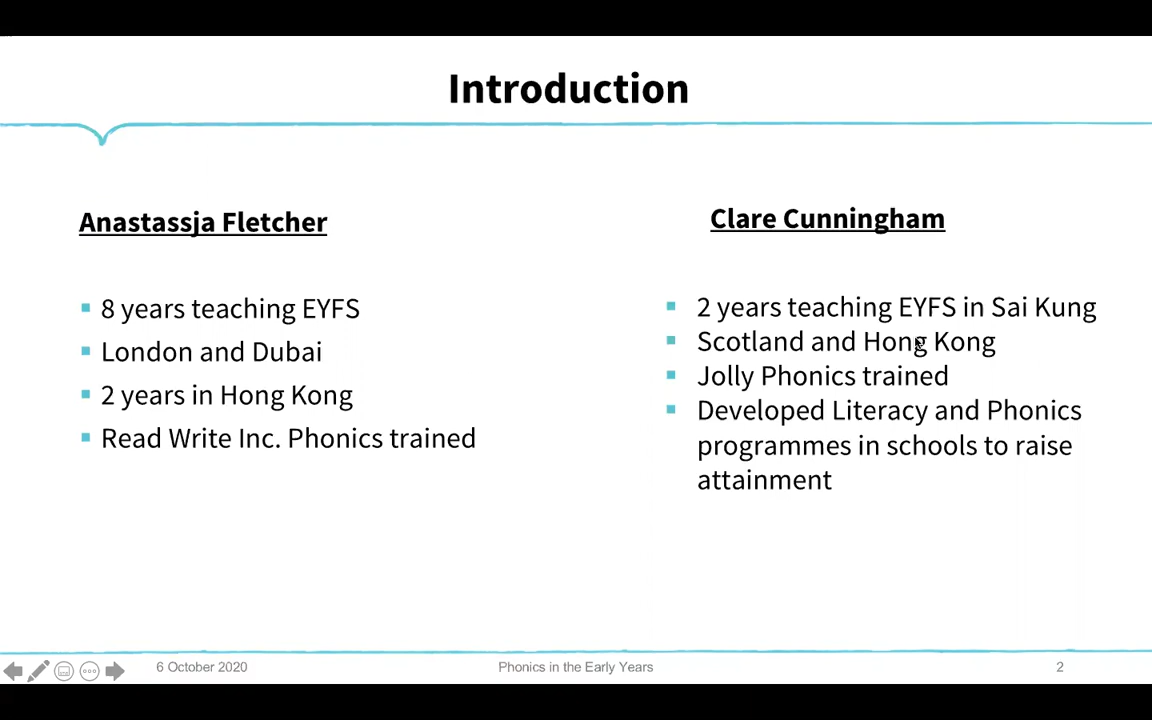 Introduction
Anastassja Fletcher
8 years teaching EYFS
London and Dubai
2 years in Hong Kong
Read Write Inc. Phonics trained
Clare Cunningham
2 years teaching EYFS in Sai Kung
Scotland and Hong Kong
Jolly Phonics trained
Developed Literacy and Phonics
programmes in schools to raise
attainment
6 October 2020
Phonics in the Early Years
2